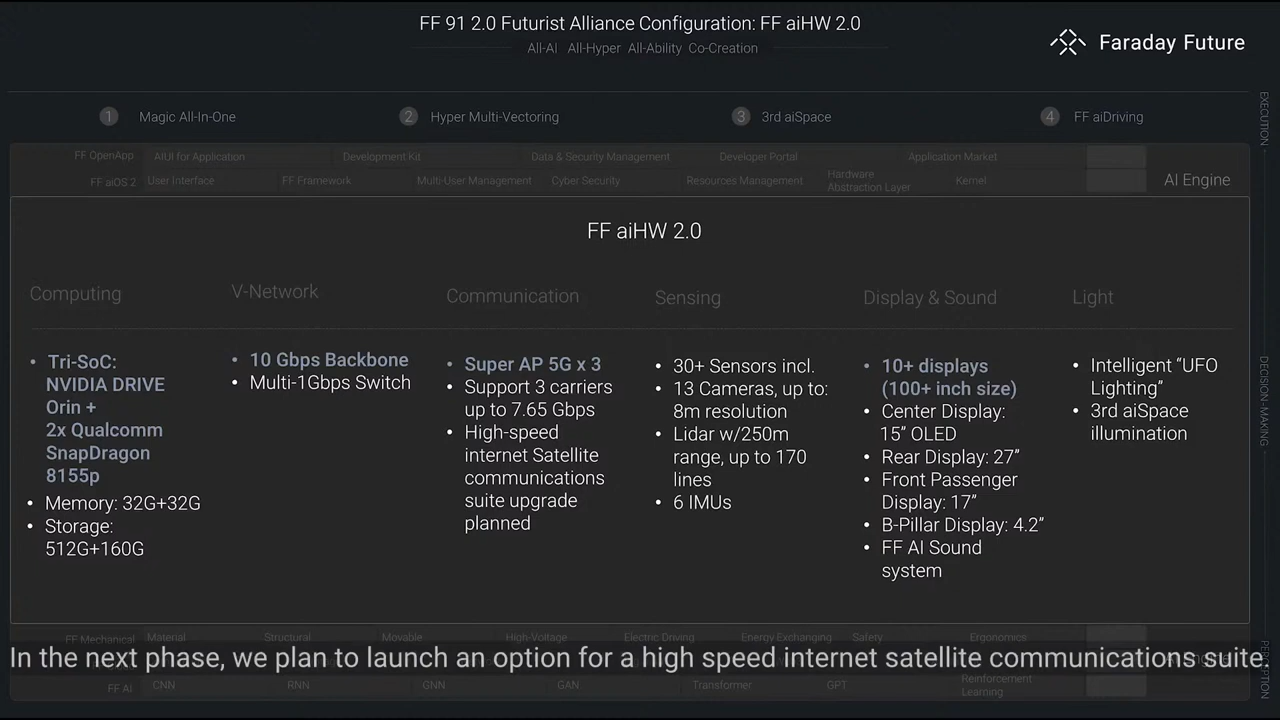 FF 91 2.0 Futurist Alliance Configuration: FF aiHW 2.0
All-AI All-Hyper All-Ability Co-Creation
Faraday Future
1 Magic All-In-One
2 Hyper Multi-Vectoring
3 3rd aiSpace
4 FF aiDriving
EXECUTION
FF OpenApp AIUI for Application Development Kit Data & Security Management Developer Portal Application Market
FF aiOS 2 User Interface FF Framework Multi-User Management Cyber Security Resources Management Hardware Abstraction Layer Kernel
AI Engine
FF aiHW 2.0
Computing
• Tri-SoC:
NVIDIA DRIVE
Orin +
2x Qualcomm
SnapDragon
8155p
• Memory: 32G+32G
• Storage:
512G+160G
V-Network
• 10 Gbps Backbone
• Multi-1Gbps Switch
Communication
• Super AP 5G x 3
• Support 3 carriers
up to 7.65 Gbps
• High-speed
internet Satellite
communications
suite upgrade
planned
Sensing
• 30+ Sensors incl.
• 13 Cameras, up to:
8m resolution
• Lidar w/250m
range, up to 170
lines
• 6 IMUs
Display & Sound
• 10+ displays
(100+ inch size)
• Center Display:
15” OLED
• Rear Display: 27”
• Front Passenger
Display: 17”
• B-Pillar Display: 4.2”
• FF AI Sound
system
Light
• Intelligent “UFO
Lighting”
• 3rd aiSpace
illumination
DECISION-MAKING
FF Mechanical Material Structural Movable High-Voltage Electric Driving Energy Exchanging Safety Ergonomics
In the next phase, we plan to launch an option for a high speed internet satellite communications suite.
FF AI CNN RNN GNN GAN Transformer GPT Reinforcement Learning
PERCEPTION